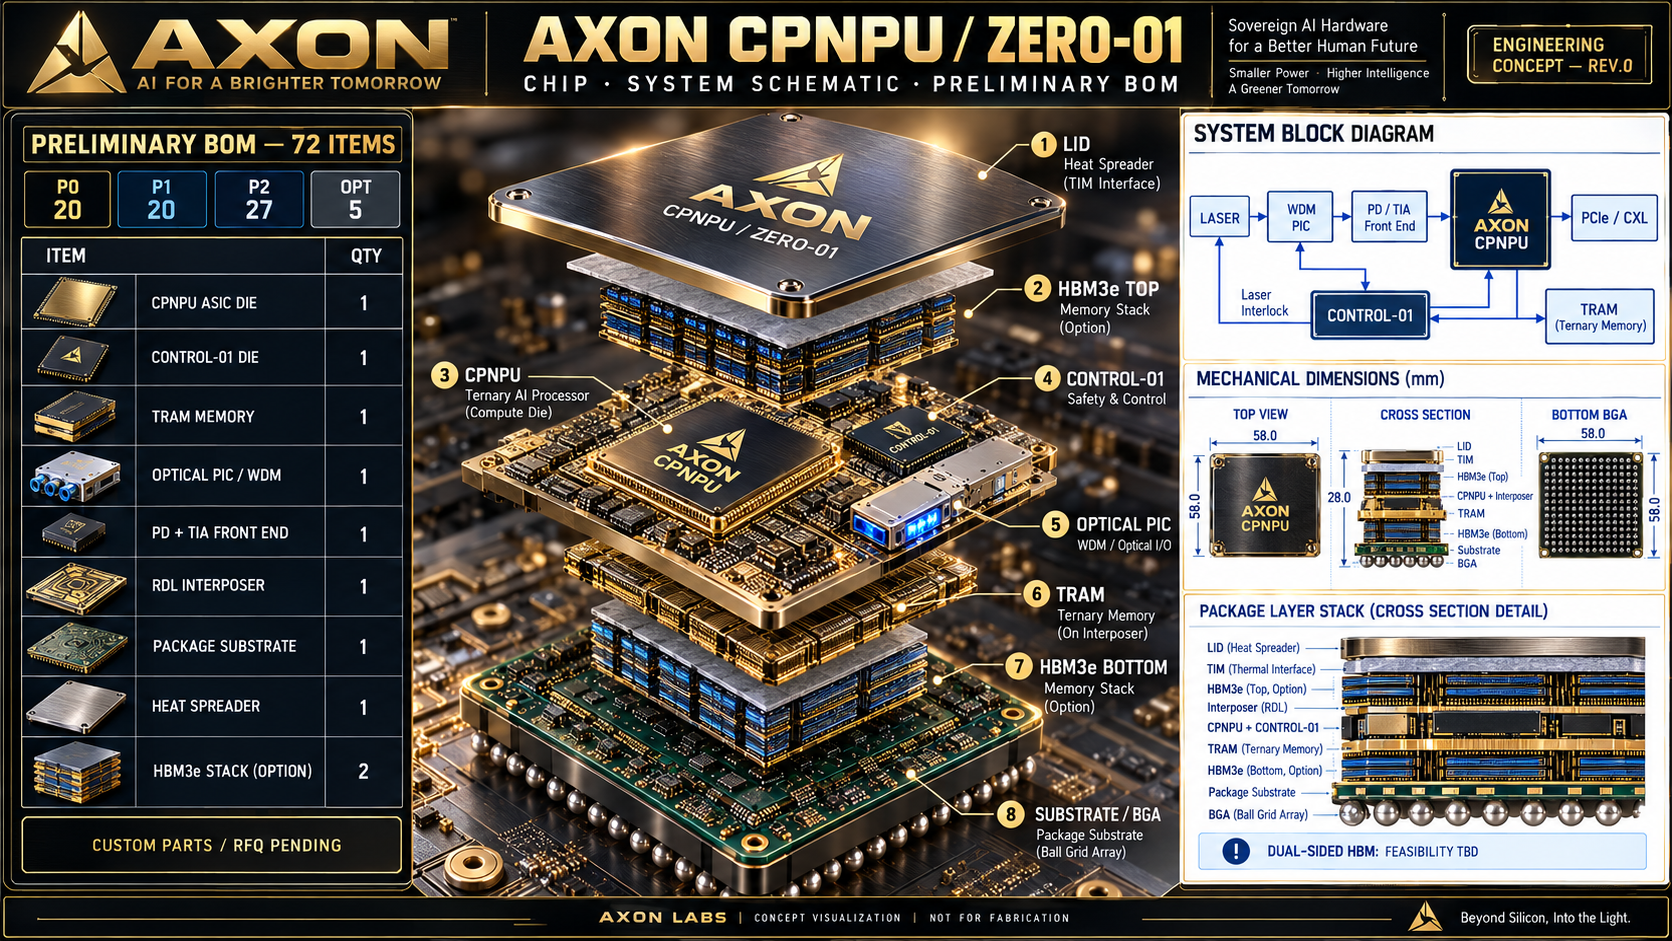 AXON™
AI FOR A BRIGHTER TOMORROW
AXON CPNPU / ZERO-01
CHIP · SYSTEM SCHEMATIC · PRELIMINARY BOM
Sovereign AI Hardware
for a Better Human Future
Smaller Power · Higher Intelligence
A Greener Tomorrow
ENGINEERING
CONCEPT — REV.0
PRELIMINARY BOM — 72 ITEMS
P0
20
P1
20
P2
27
OPT
5
ITEM QTY
CPNPU ASIC DIE 1
CONTROL-01 DIE 1
TRAM MEMORY 1
OPTICAL PIC / WDM 1
PD + TIA FRONT END 1
RDL INTERPOSER 1
PACKAGE SUBSTRATE 1
HEAT SPREADER 1
HBM3e STACK (OPTION) 2
CUSTOM PARTS / RFQ PENDING
AXON
CPNPU / ZERO-01
1 LID
Heat Spreader
(TIM Interface)
2 HBM3e TOP
Memory Stack
(Option)
3 CPNPU
Ternary AI Processor
(Compute Die)
4 CONTROL-01
Safety & Control
AXON
CPNPU
CONTROL-01
5 OPTICAL PIC
WDM / Optical I/O
6 TRAM
Ternary Memory
(On Interposer)
7 HBM3e BOTTOM
Memory Stack
(Option)
8 SUBSTRATE / BGA
Package Substrate
(Ball Grid Array)
SYSTEM BLOCK DIAGRAM
LASER
WDM
PIC
PD / TIA
Front End
AXON
CPNPU
PCIe / CXL
Laser
Interlock
CONTROL-01
TRAM
(Ternary Memory)
MECHANICAL DIMENSIONS (mm)
TOP VIEW
58.0
58.0
AXON
CPNPU
CROSS SECTION
28.0
LID
TIM
HBM3e (Top)
CPNPU + Interposer
TRAM
HBM3e (Bottom)
Substrate
BGA
BOTTOM BGA
58.0
58.0
PACKAGE LAYER STACK (CROSS SECTION DETAIL)
LID (Heat Spreader)
TIM (Thermal Interface)
HBM3e (Top, Option)
Interposer (RDL)
CPNPU + CONTROL-01
TRAM (Ternary Memory)
HBM3e (Bottom, Option)
Package Substrate
BGA (Ball Grid Array)
! DUAL-SIDED HBM: FEASIBILITY TBD
AXON LABS | CONCEPT VISUALIZATION | NOT FOR FABRICATION
Beyond Silicon, Into the Light.